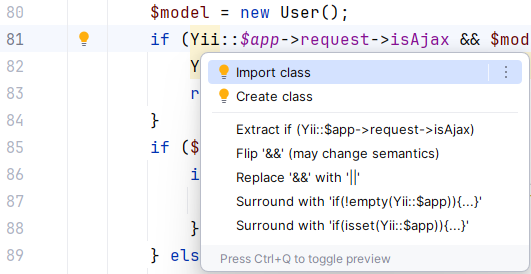 80 $model = new User();
81 if (Yii::$app->request->isAjax && $mod
82 Y
Import class
83 r
Create class
84 }
Extract if (Yii::$app->request->isAjax)
85 if ($
Flip '&&' (may change semantics)
86 i
Replace '&&' with '||'
87
Surround with 'if(!empty(Yii::$app)){...}'
88 }
Surround with 'if(isset(Yii::$app)){...}'
89 } els
Press Ctrl+Q to toggle preview